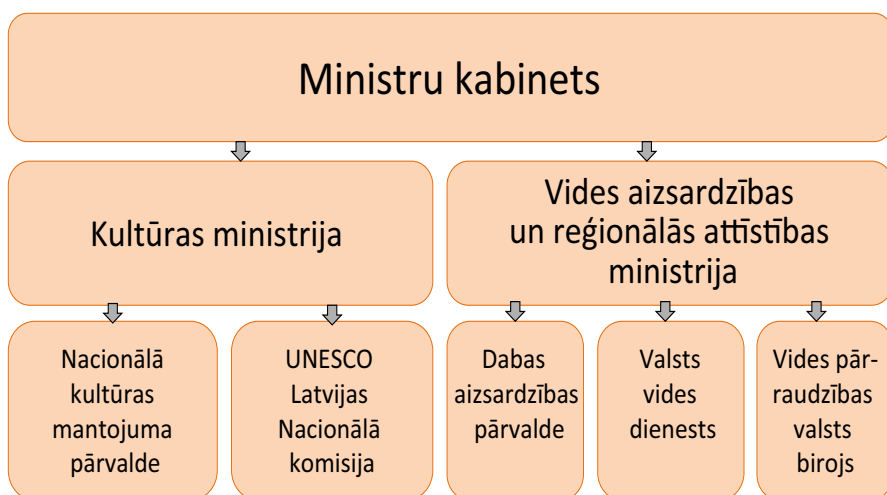 Ministru kabinets
Kultūras ministrija
Vides aizsardzības
un reģionālās attīstības
ministrija
Nacionālā
kultūras
mantojuma
pārvalde
UNESCO
Latvijas
Nacionālā
komisija
Dabas
aizsardzības
pārvalde
Valsts
vides
dienests
Vides pār-
raudzības
valsts
birojs